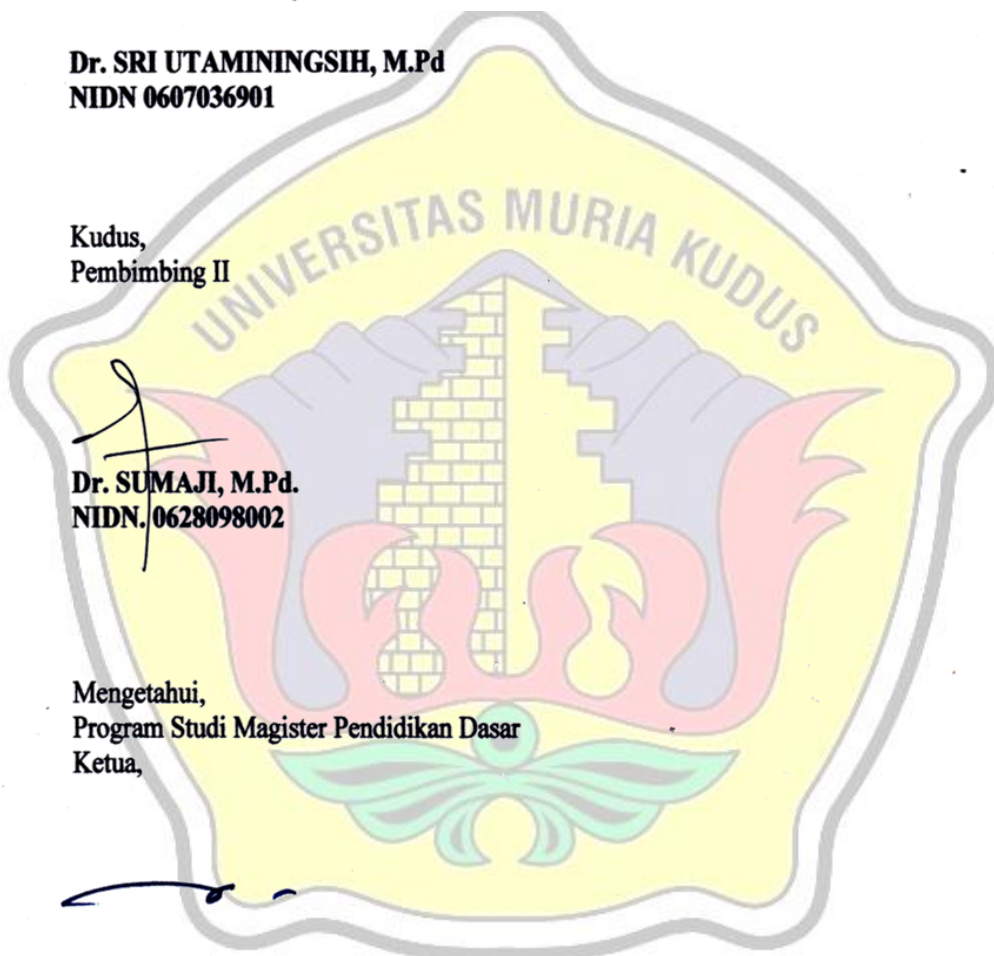 Dr. SRI UTAMININGSIH, M.Pd
NIDN 0607036901
UNIVERSITAS MURIA KUDUS
Kudus,
Pembimbing II
Dr. SUMAJI, M.Pd.
NIDN. 0628098002
Mengetahui,
Program Studi Magister Pendidikan Dasar
Ketua,